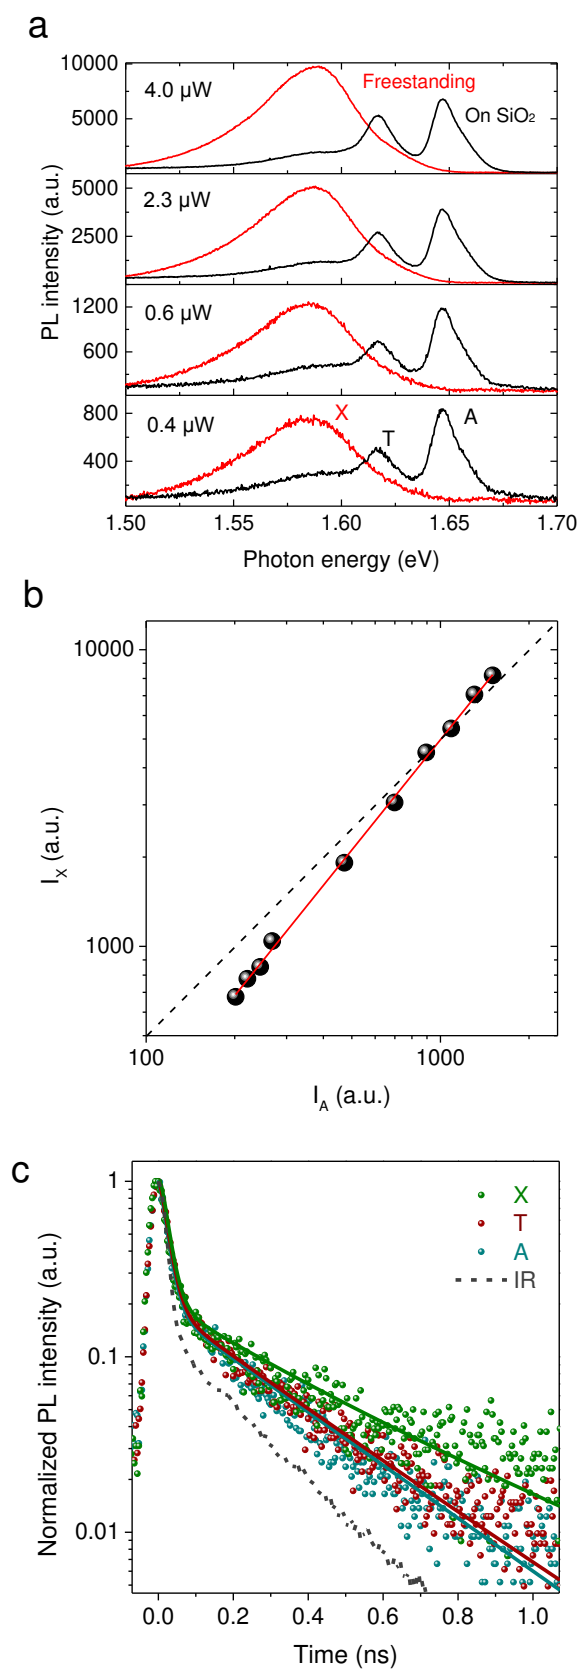 a
10000
5000
4.0 µW
Freestanding
On SiO₂
5000
2500
2.3 µW
1200
600
0.6 µW
800
400
0.4 µW
X
T
A
PL intensity (a.u.)
1.50 1.55 1.60 1.65 1.70
Photon energy (eV)
b
10000
1000
I_X (a.u.)
100 1000
I_A (a.u.)
c
1
0.1
0.01
X
T
A
IR
Normalized PL intensity (a.u.)
0.0 0.2 0.4 0.6 0.8 1.0
Time (ns)